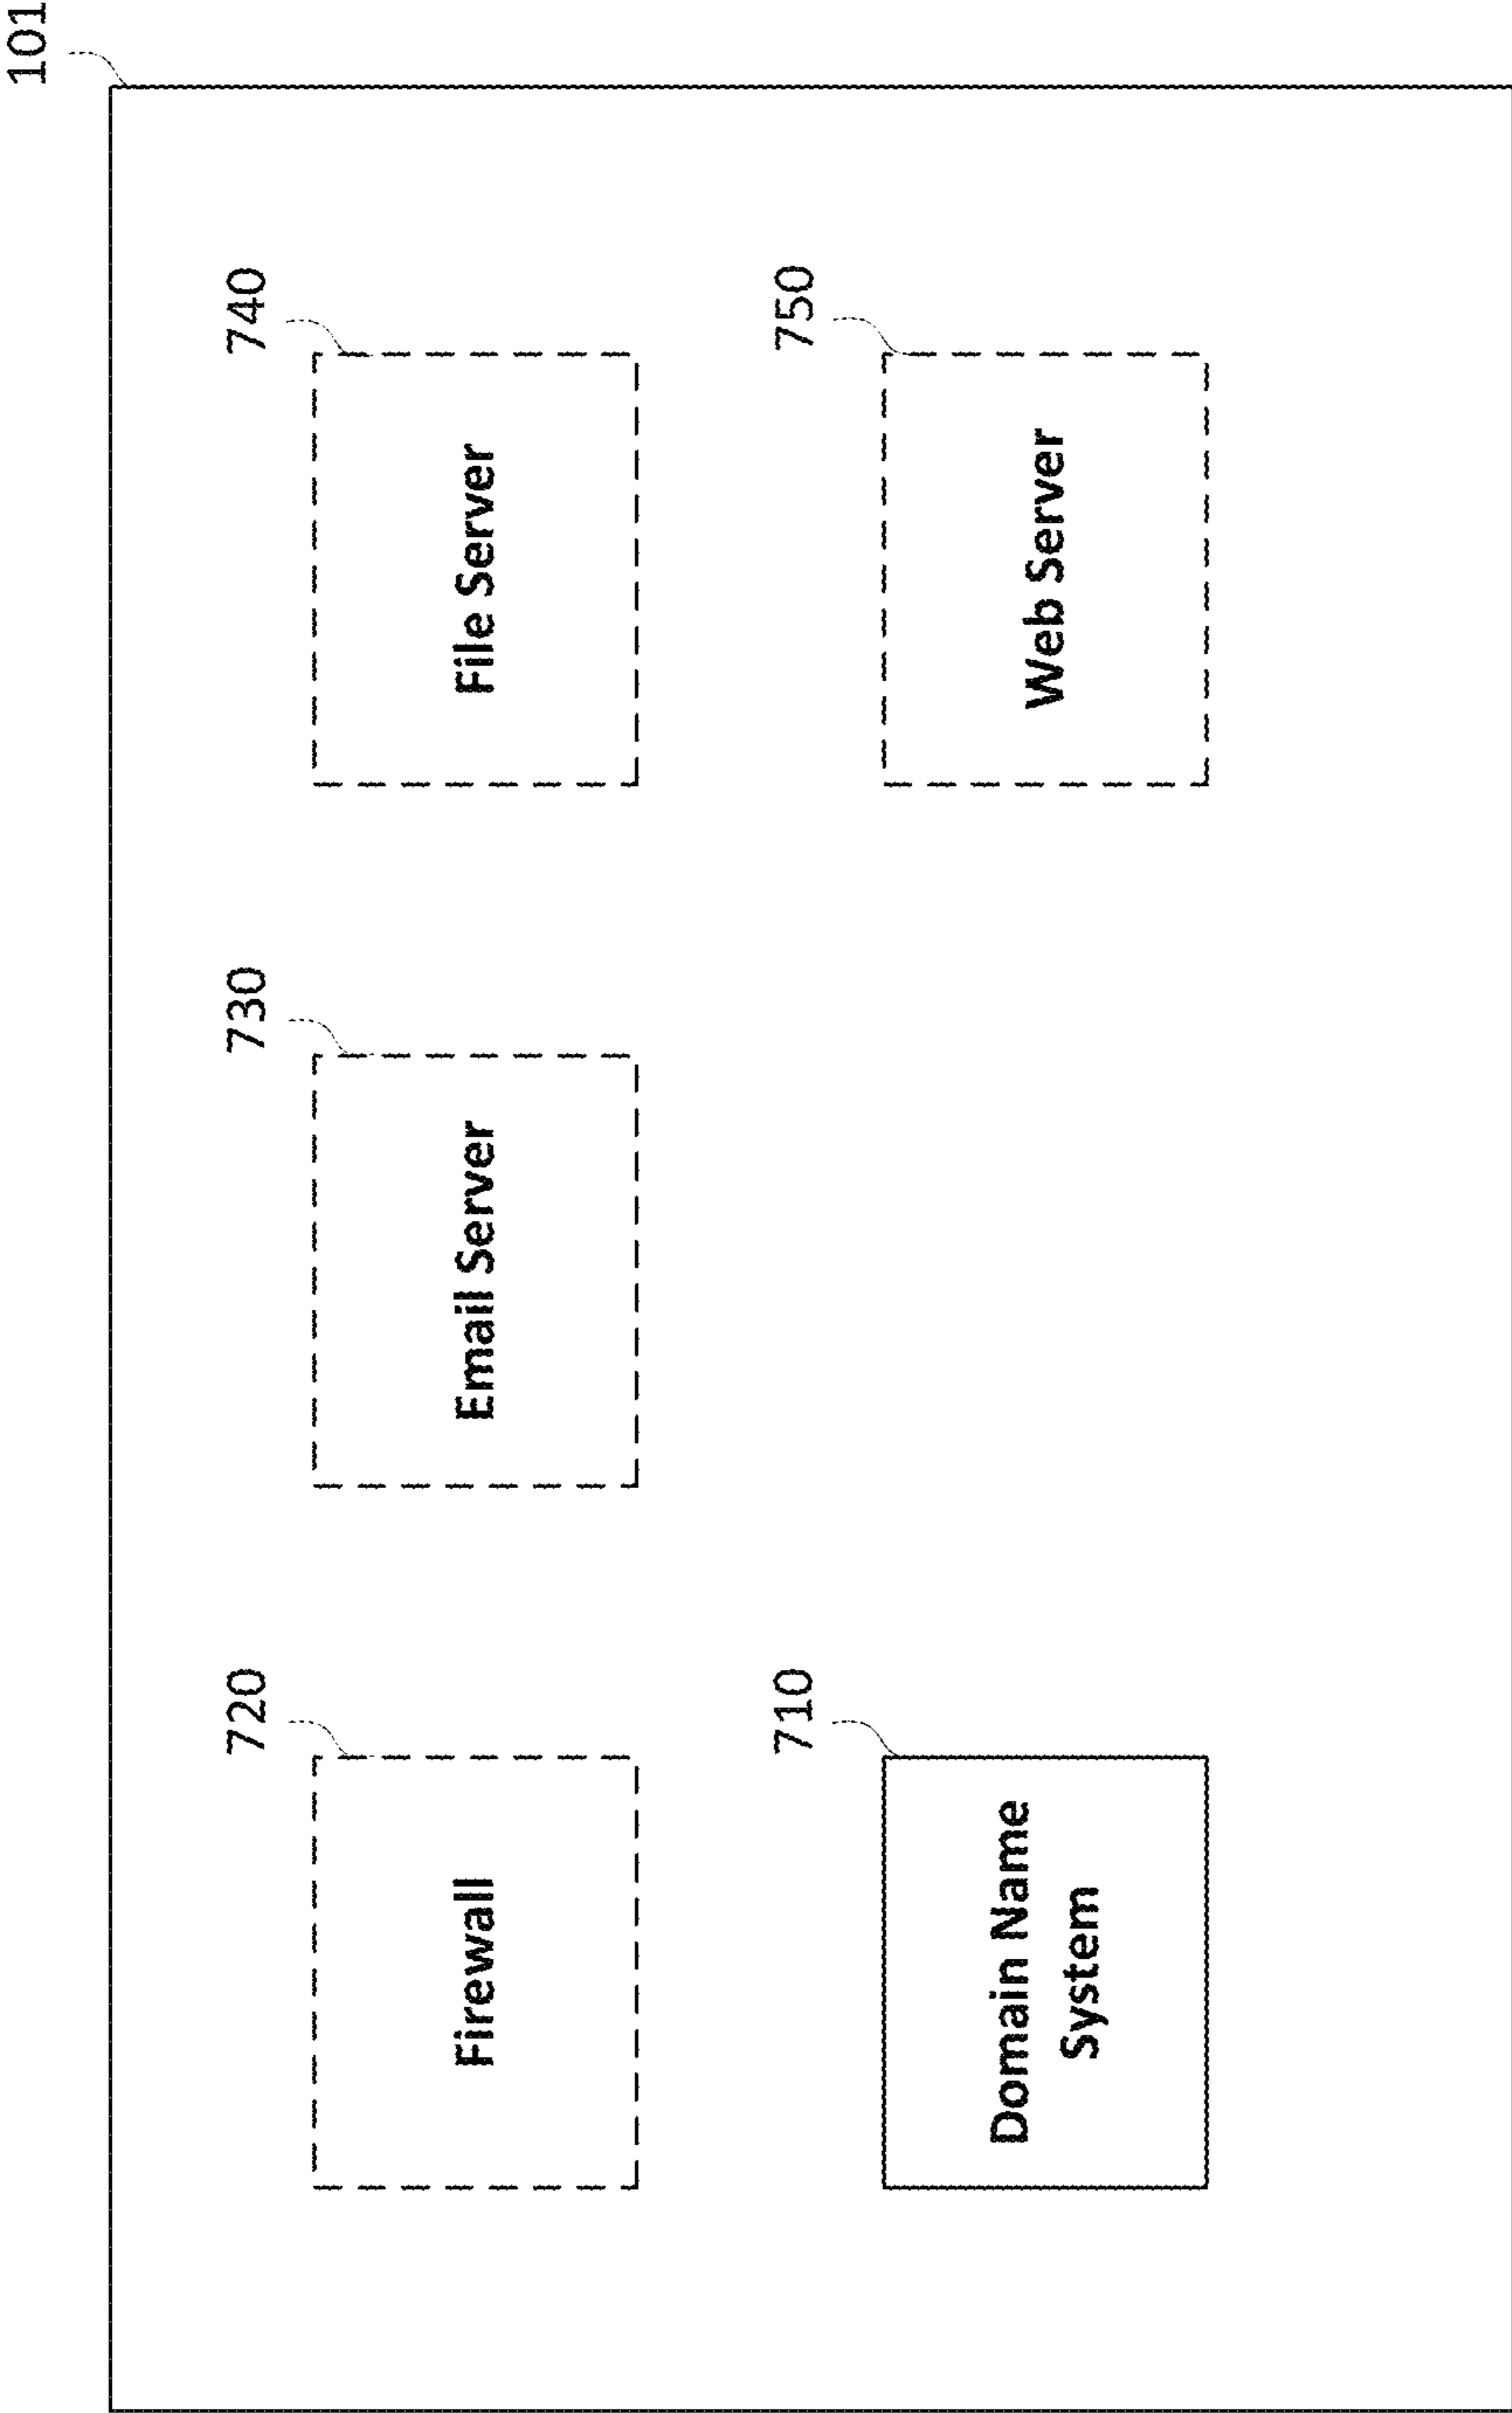 101
720
730
740
Firewall
Email Server
File Server
710
750
Domain Name
System
Web Server